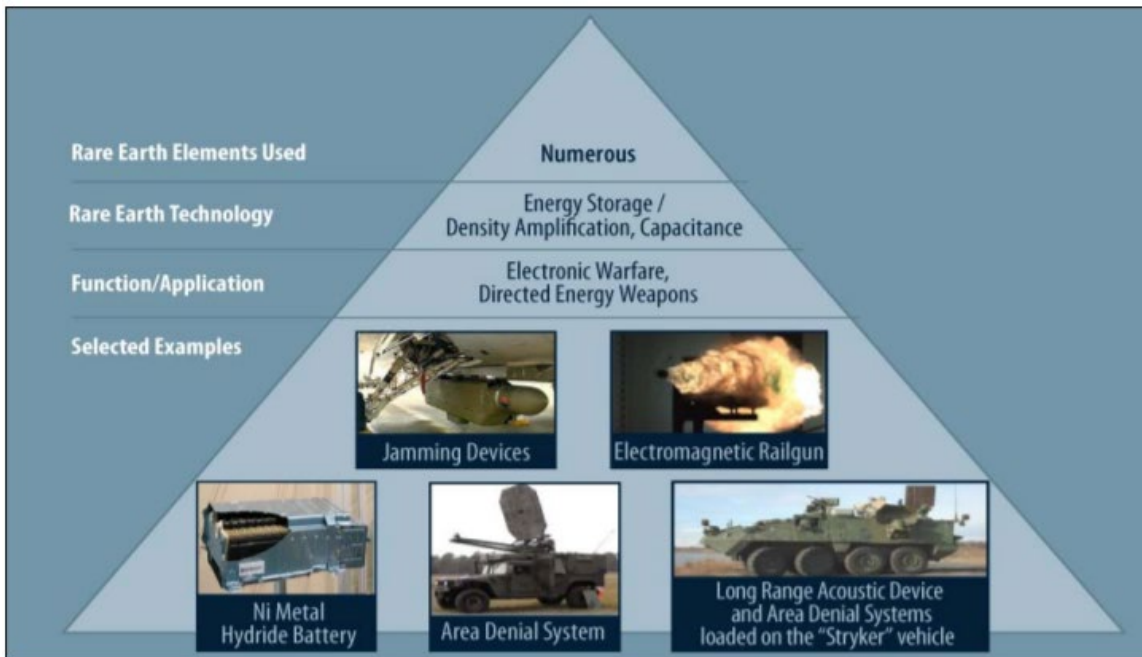 Rare Earth Elements Used
Numerous
Rare Earth Technology
Energy Storage /
Density Amplification, Capacitance
Function/Application
Electronic Warfare,
Directed Energy Weapons
Selected Examples
Jamming Devices
Electromagnetic Railgun
Ni Metal
Hydride Battery
Area Denial System
Long Range Acoustic Device
and Area Denial Systems
loaded on the “Stryker” vehicle